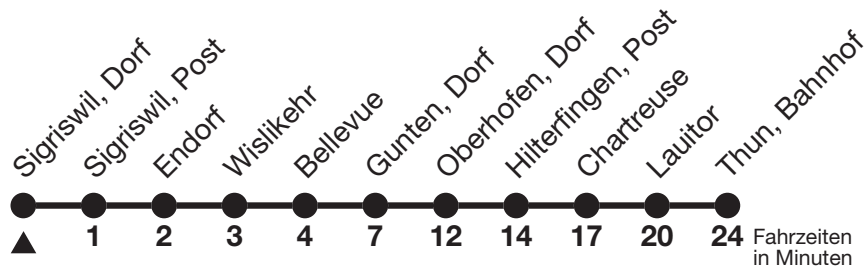 Sigriswil, Dorf
Sigriswil, Post
Endorf
Wislikehr
Bellevue
Gunten, Dorf
Oberhofen, Dorf
Hilterfingen, Post
Chartreuse
Lauitor
Thun, Bahnhof
1 2 3 4 7 12 14 17 20 24 Fahrzeiten
in Minuten